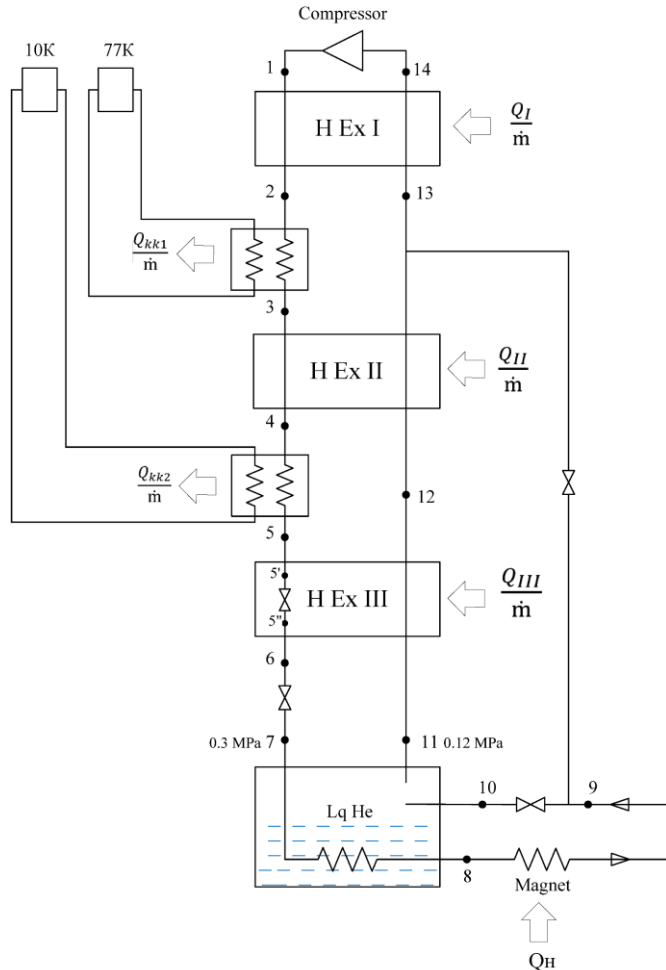 Compressor
10K
77K
1
14
H Ex I
Q_I
ṁ
2
13
Q_kk1
ṁ
3
H Ex II
Q_II
ṁ
4
Q_kk2
ṁ
12
5
5'
H Ex III
5"
Q_III
ṁ
6
0.3 MPa 7
11 0.12 MPa
Lq He
10
9
8
Magnet
Q_H